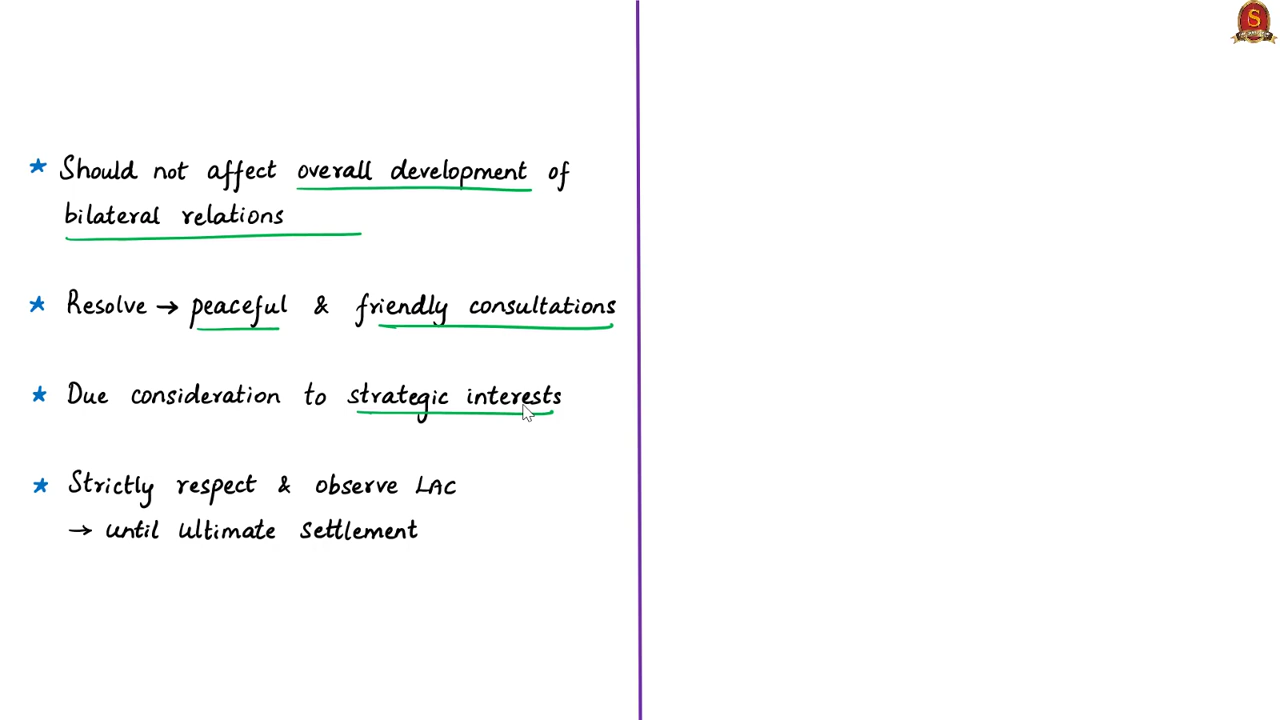 ★ Should not affect overall development of
bilateral relations
★ Resolve → peaceful & friendly consultations
★ Due consideration to strategic interests
★ Strictly respect & observe LAC
→ until ultimate settlement
S